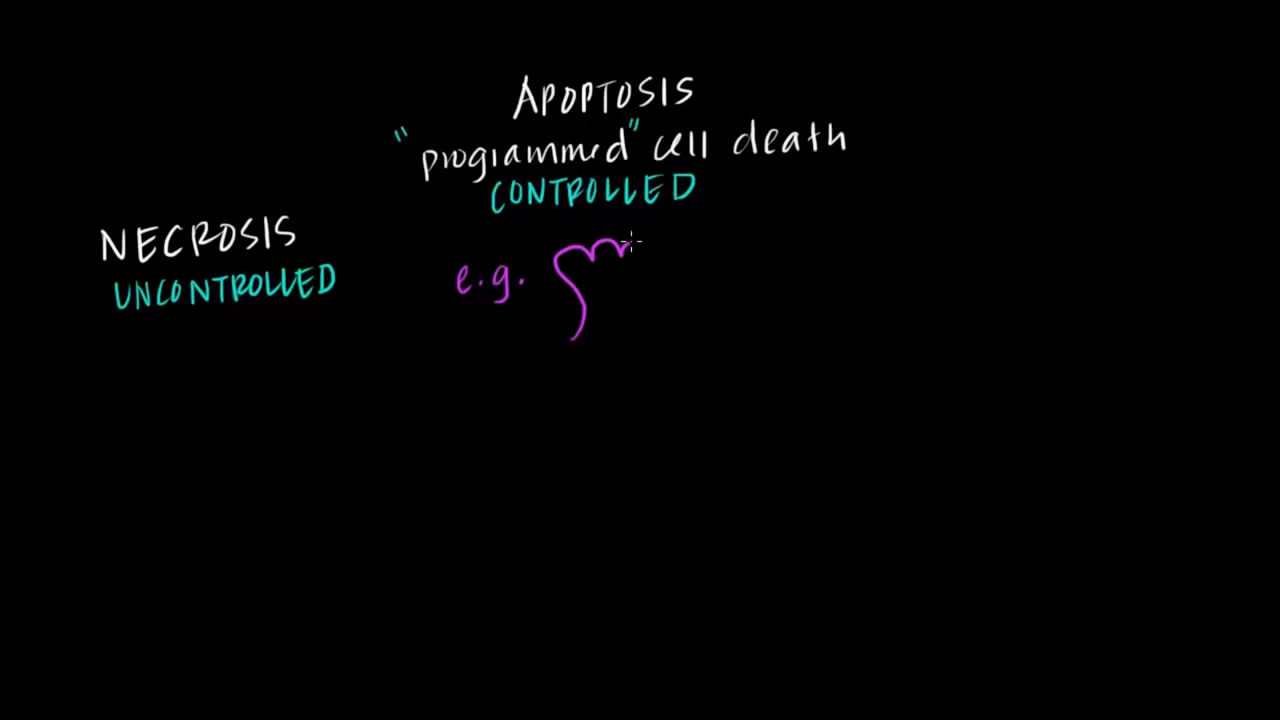 APOPTOSIS
"programmed" cell death
CONTROLLED
NECROSIS
UNCONTROLLED
e.g.